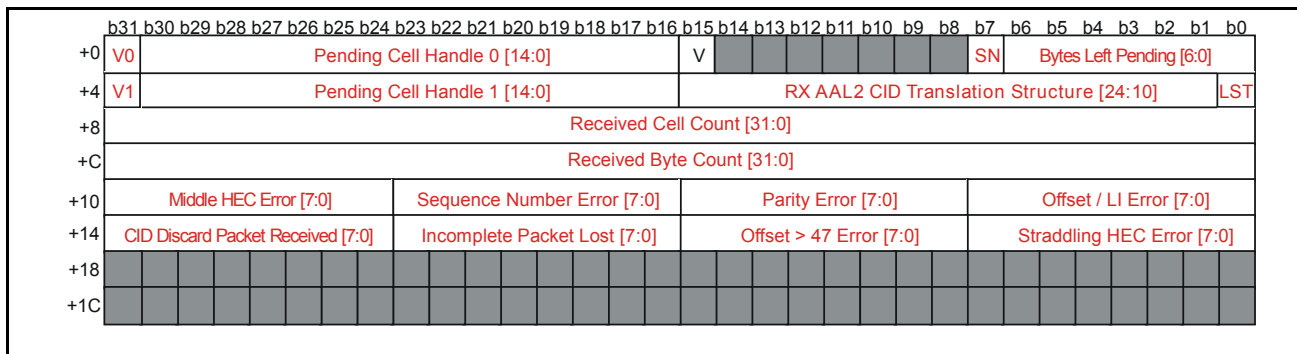 b31 b30 b29 b28 b27 b26 b25 b24 b23 b22 b21 b20 b19 b18 b17 b16 b15 b14 b13 b12 b11 b10 b9 b8 b7 b6 b5 b4 b3 b2 b1 b0
+0 V0 Pending Cell Handle 0 [14:0] V SN Bytes Left Pending [6:0]
+4 V1 Pending Cell Handle 1 [14:0] RX AAL2 CID Translation Structure [24:10] LST
+8 Received Cell Count [31:0]
+C Received Byte Count [31:0]
+10 Middle HEC Error [7:0] Sequence Number Error [7:0] Parity Error [7:0] Offset / LI Error [7:0]
+14 CID Discard Packet Received [7:0] Incomplete Packet Lost [7:0] Offset > 47 Error [7:0] Straddling HEC Error [7:0]
+18
+1C